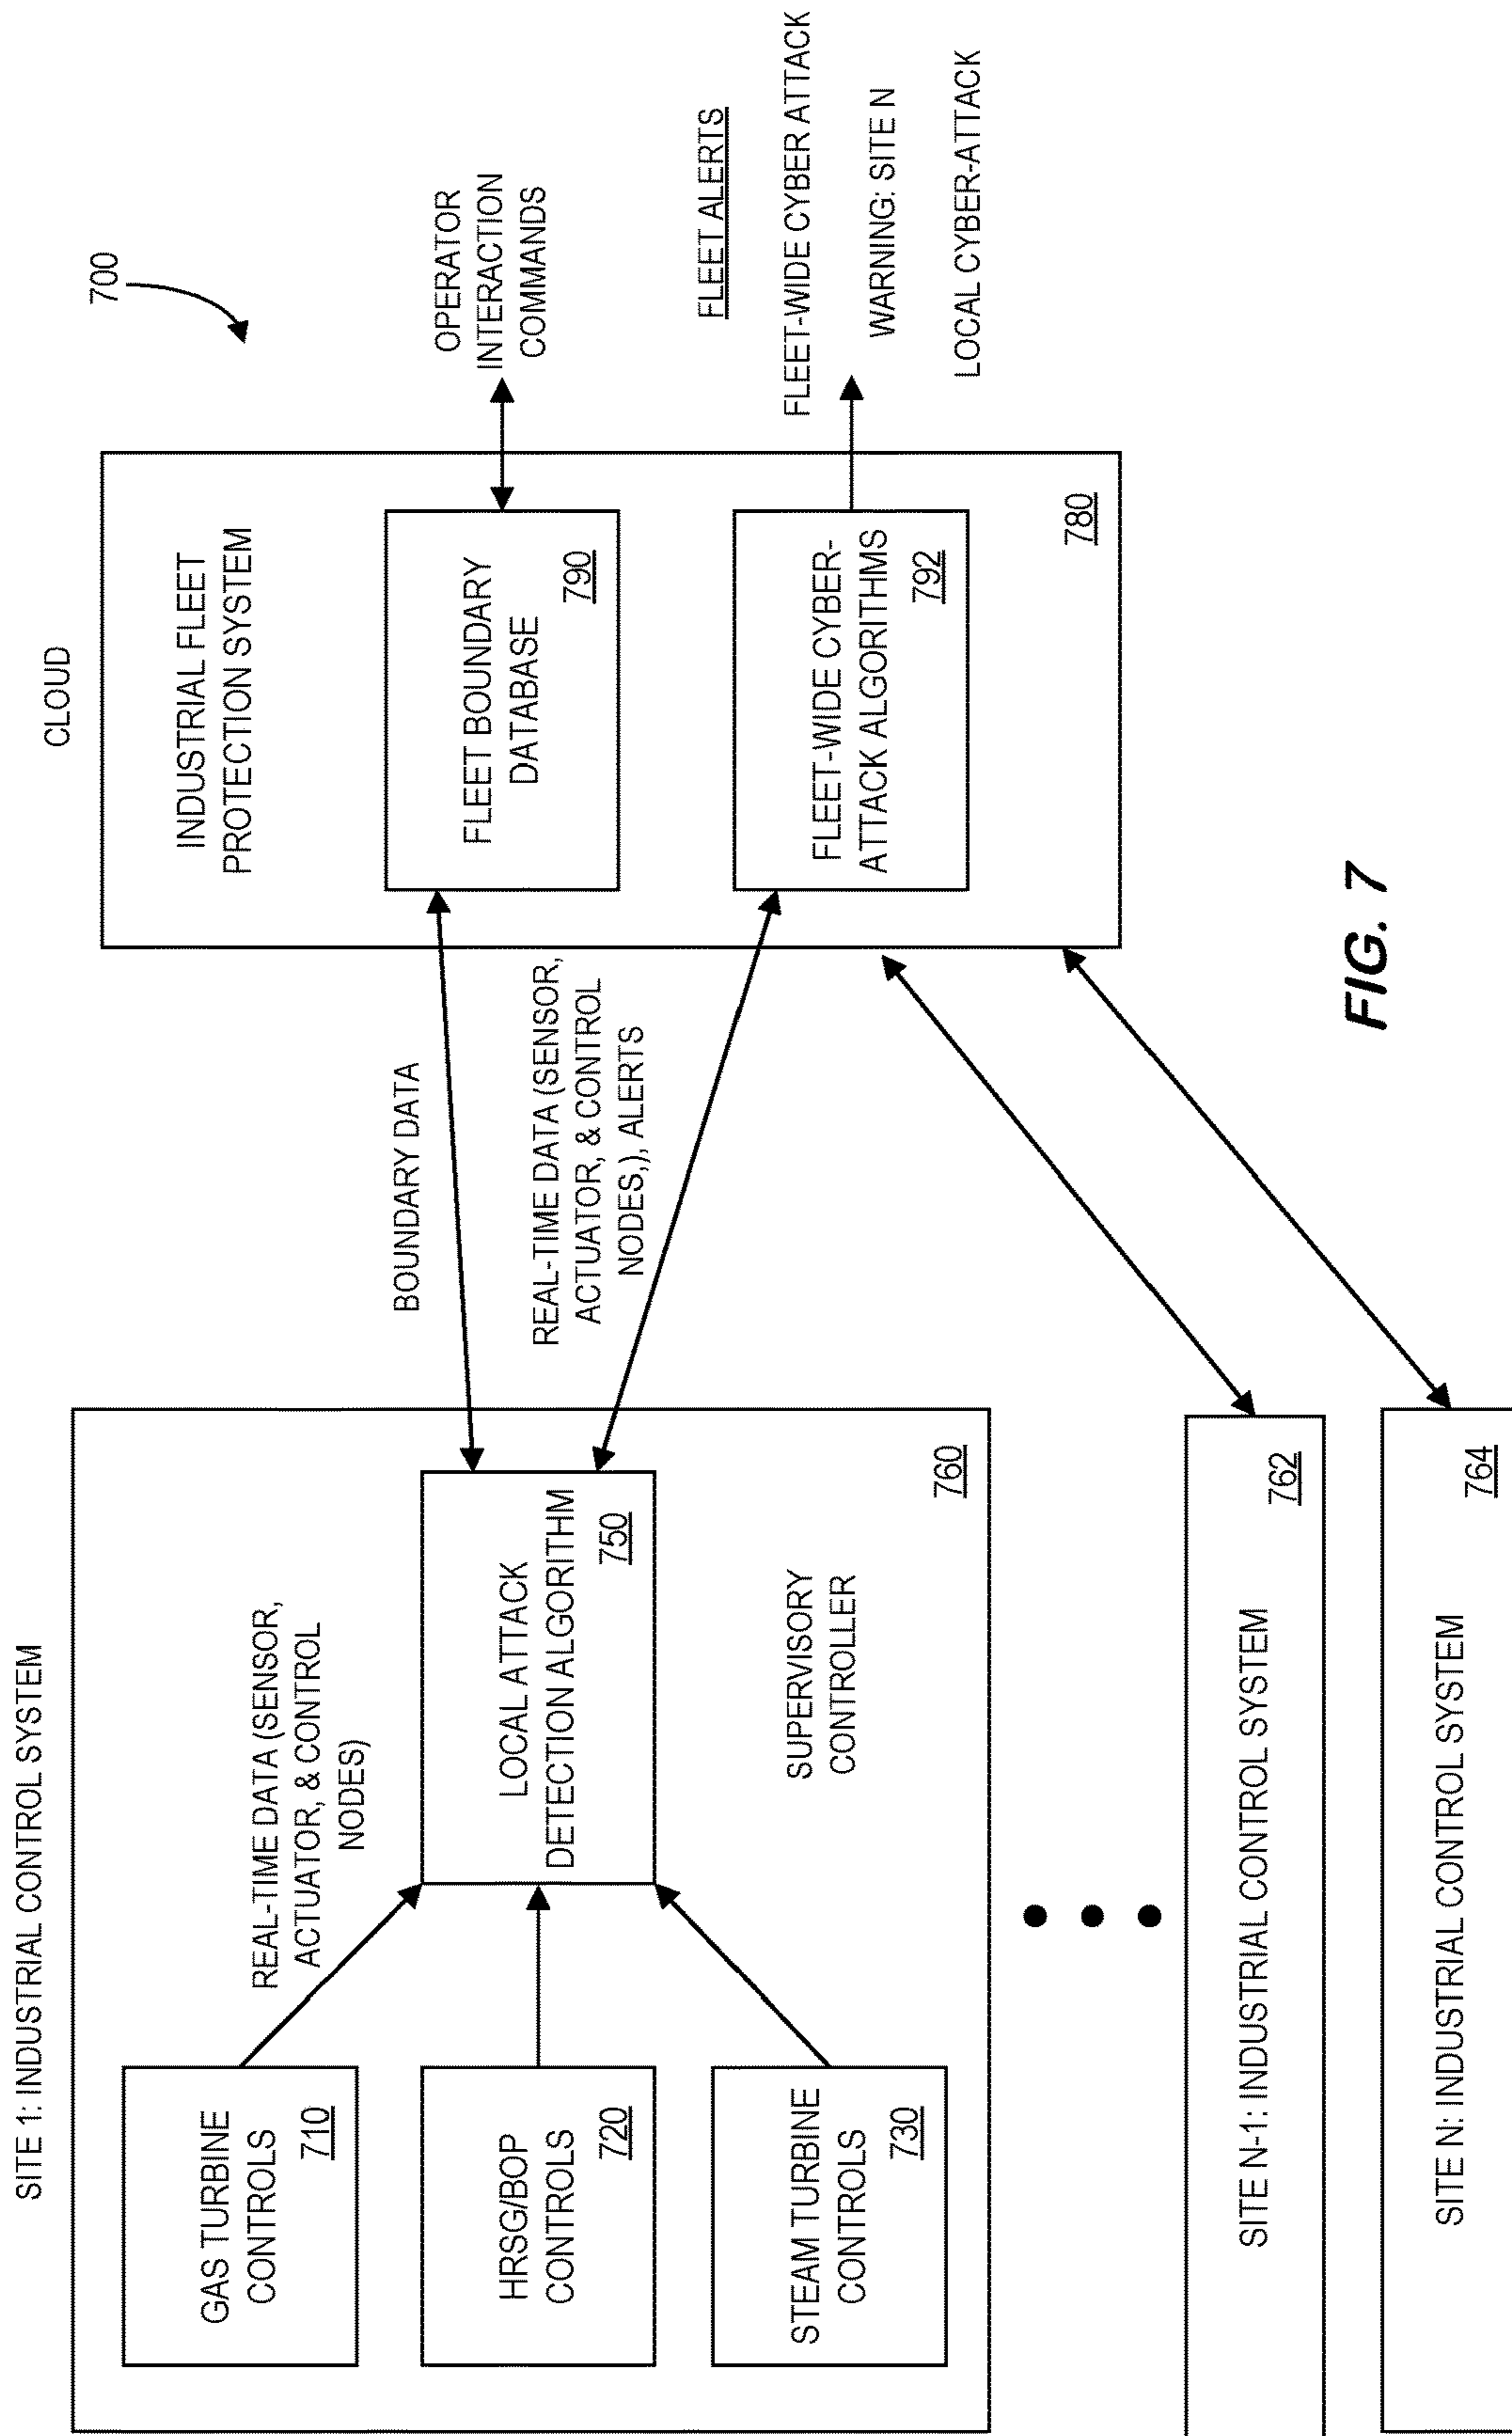 SITE 1: INDUSTRIAL CONTROL SYSTEM
GAS TURBINE
CONTROLS
710
HRSG/BOP
CONTROLS
720
STEAM TURBINE
CONTROLS
730
REAL-TIME DATA (SENSOR,
ACTUATOR, & CONTROL
NODES)
LOCAL ATTACK
DETECTION ALGORITHM
750
SUPERVISORY
CONTROLLER
760
SITE N-1: INDUSTRIAL CONTROL SYSTEM
762
SITE N: INDUSTRIAL CONTROL SYSTEM
764
BOUNDARY DATA
REAL-TIME DATA (SENSOR,
ACTUATOR, & CONTROL
NODES,), ALERTS
CLOUD
INDUSTRIAL FLEET
PROTECTION SYSTEM
FLEET BOUNDARY
DATABASE
790
FLEET-WIDE CYBER-
ATTACK ALGORITHMS
792
780
700
OPERATOR
INTERACTION
COMMANDS
FLEET ALERTS
FLEET-WIDE CYBER ATTACK
WARNING: SITE N
LOCAL CYBER-ATTACK
FIG. 7